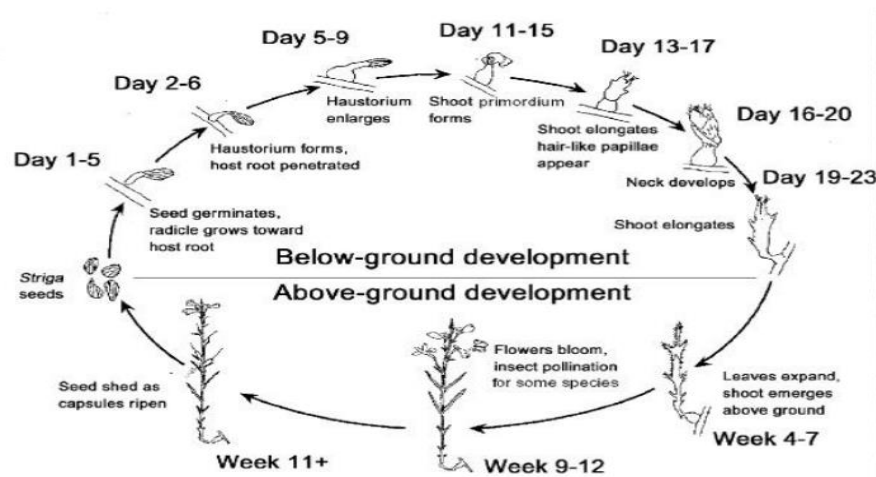 Day 1-5
Seed germinates,
radicle grows toward
host root
Day 2-6
Haustorium forms,
host root penetrated
Day 5-9
Haustorium
enlarges
Day 11-15
Shoot primordium
forms
Day 13-17
Shoot elongates
hair-like papillae
appear
Day 16-20
Neck develops
Day 19-23
Shoot elongates
Below-ground development
Above-ground development
Striga
seeds
Leaves expand,
shoot emerges
above ground
Week 4-7
Flowers bloom,
insect pollination
for some species
Week 9-12
Seed shed as
capsules ripen
Week 11+